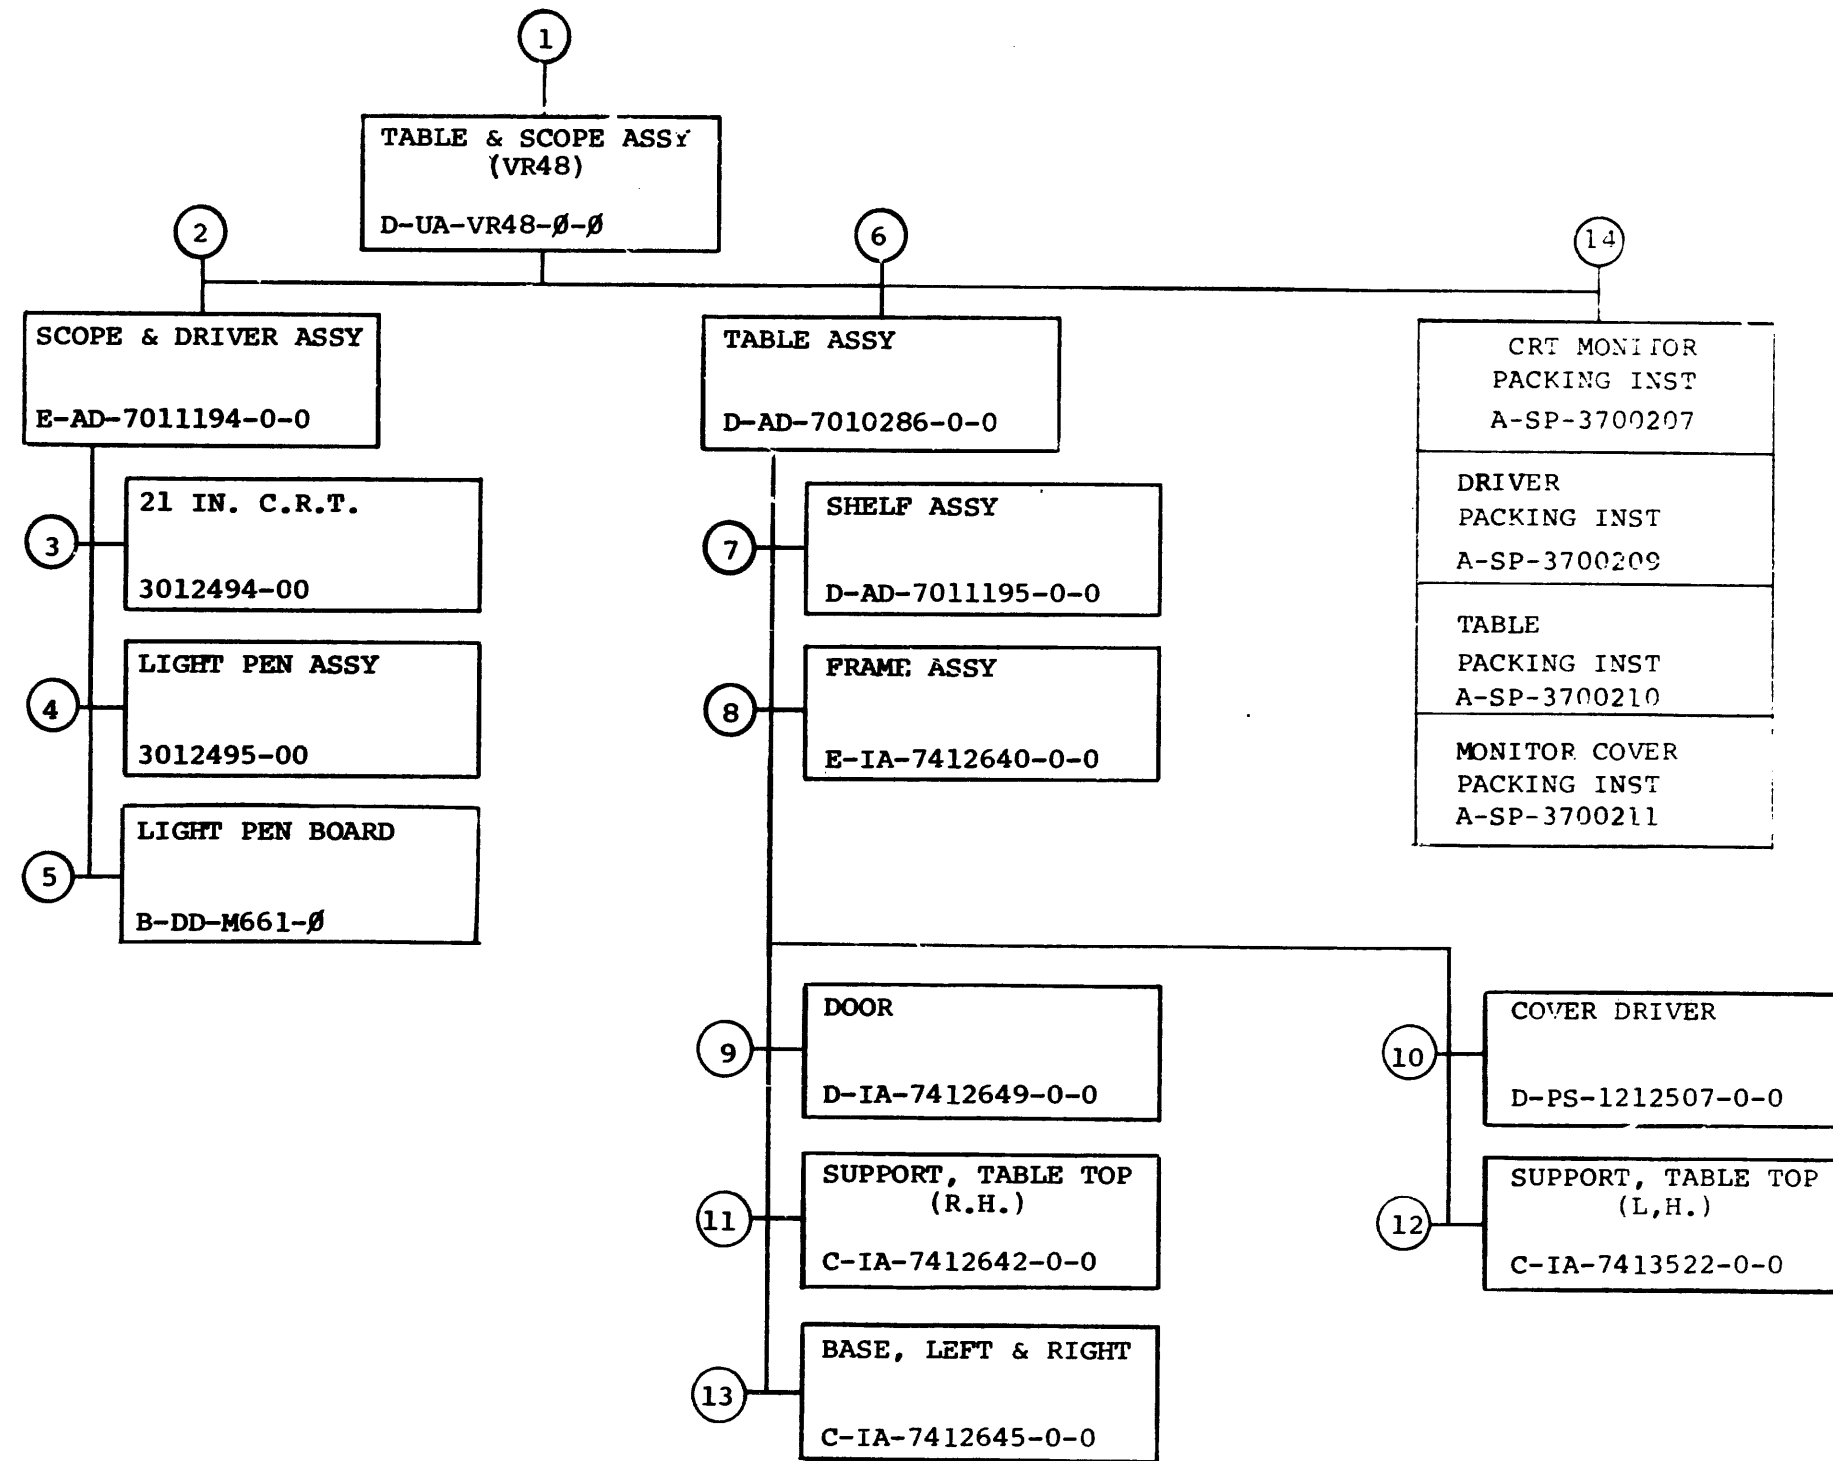 1
TABLE & SCOPE ASSY
(VR48)
D-UA-VR48-Ø-Ø
2
SCOPE & DRIVER ASSY
E-AD-7011194-0-0
3
21 IN. C.R.T.
3012494-00
4
LIGHT PEN ASSY
3012495-00
5
LIGHT PEN BOARD
B-DD-M661-Ø
6
TABLE ASSY
D-AD-7010286-0-0
7
SHELF ASSY
D-AD-7011195-0-0
8
FRAME ASSY
E-IA-7412640-0-0
9
DOOR
D-IA-7412649-0-0
10
COVER DRIVER
D-PS-1212507-0-0
11
SUPPORT, TABLE TOP
(R.H.)
C-IA-7412642-0-0
12
SUPPORT, TABLE TOP
(L,H.)
C-IA-7413522-0-0
13
BASE, LEFT & RIGHT
C-IA-7412645-0-0
14
CRT MONITOR
PACKING INST
A-SP-3700207
DRIVER
PACKING INST
A-SP-3700209
TABLE
PACKING INST
A-SP-3700210
MONITOR COVER
PACKING INST
A-SP-3700211